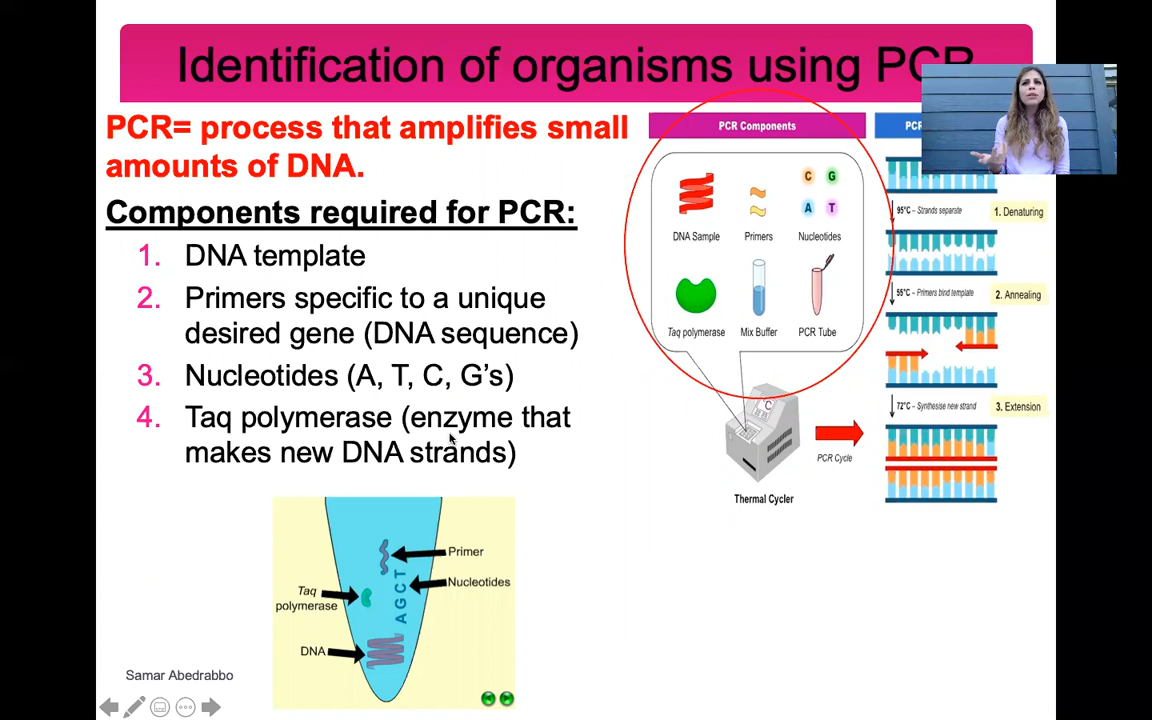 Identification of organisms using PCR
PCR= process that amplifies small
amounts of DNA.
Components required for PCR:
1. DNA template
2. Primers specific to a unique
desired gene (DNA sequence)
3. Nucleotides (A, T, C, G's)
4. Taq polymerase (enzyme that
makes new DNA strands)
Primer
Nucleotides
Taq
polymerase
AGCT
DNA
Samar Abedrabbo
PCR Components
C G
A T
DNA Sample Primers Nucleotides
Taq polymerase Mix Buffer PCR Tube
°C
Thermal Cycler
PCR Cycle
PCR
95°C – Strands separate
1. Denaturing
55°C – Primers bind template
2. Annealing
72°C – Synthesise new strand
3. Extension